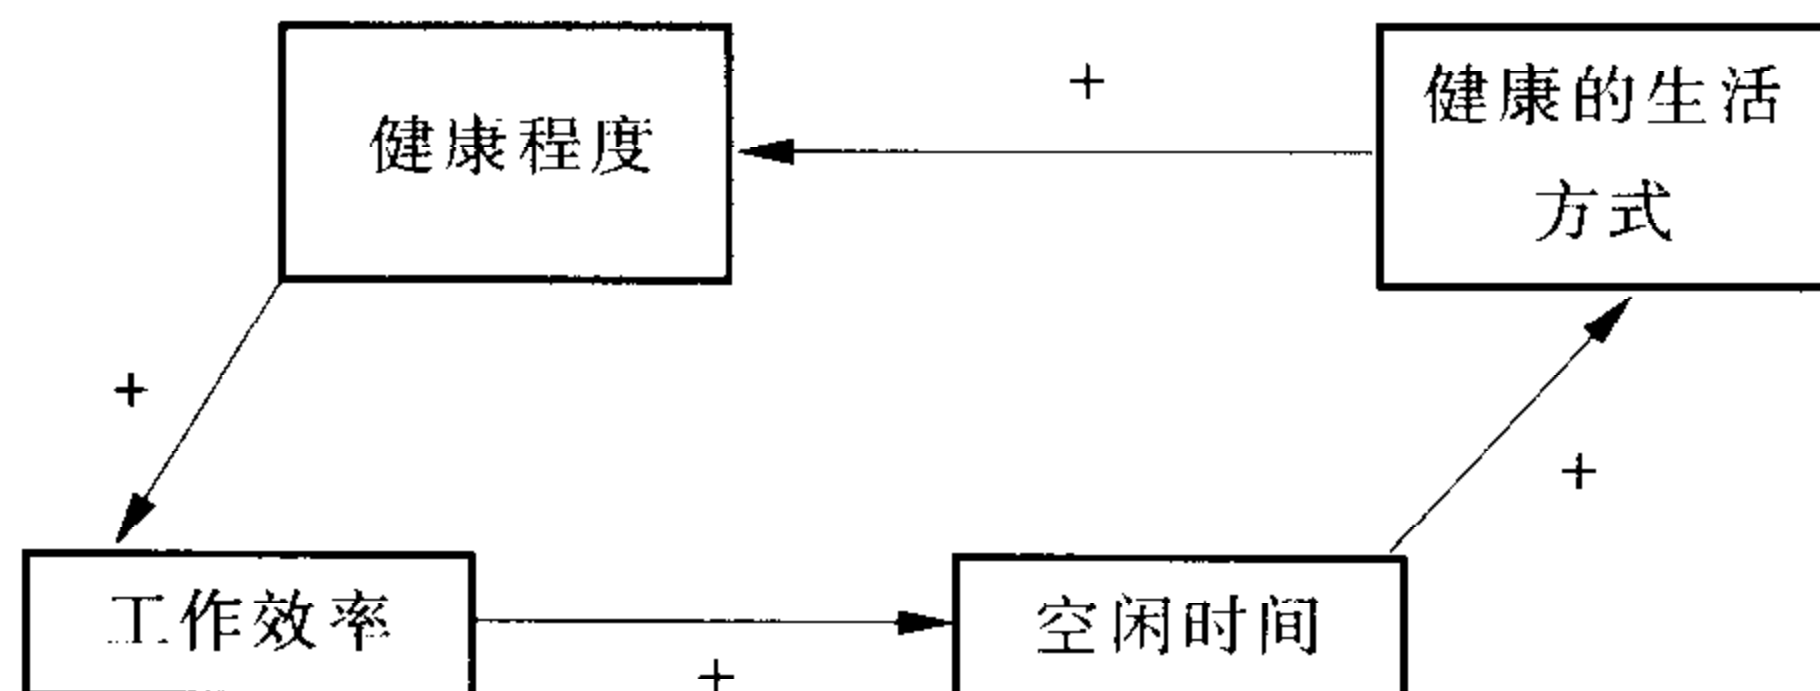 +
健康的生活
方式
健康程度
+
+
工作效率
空闲时间
+